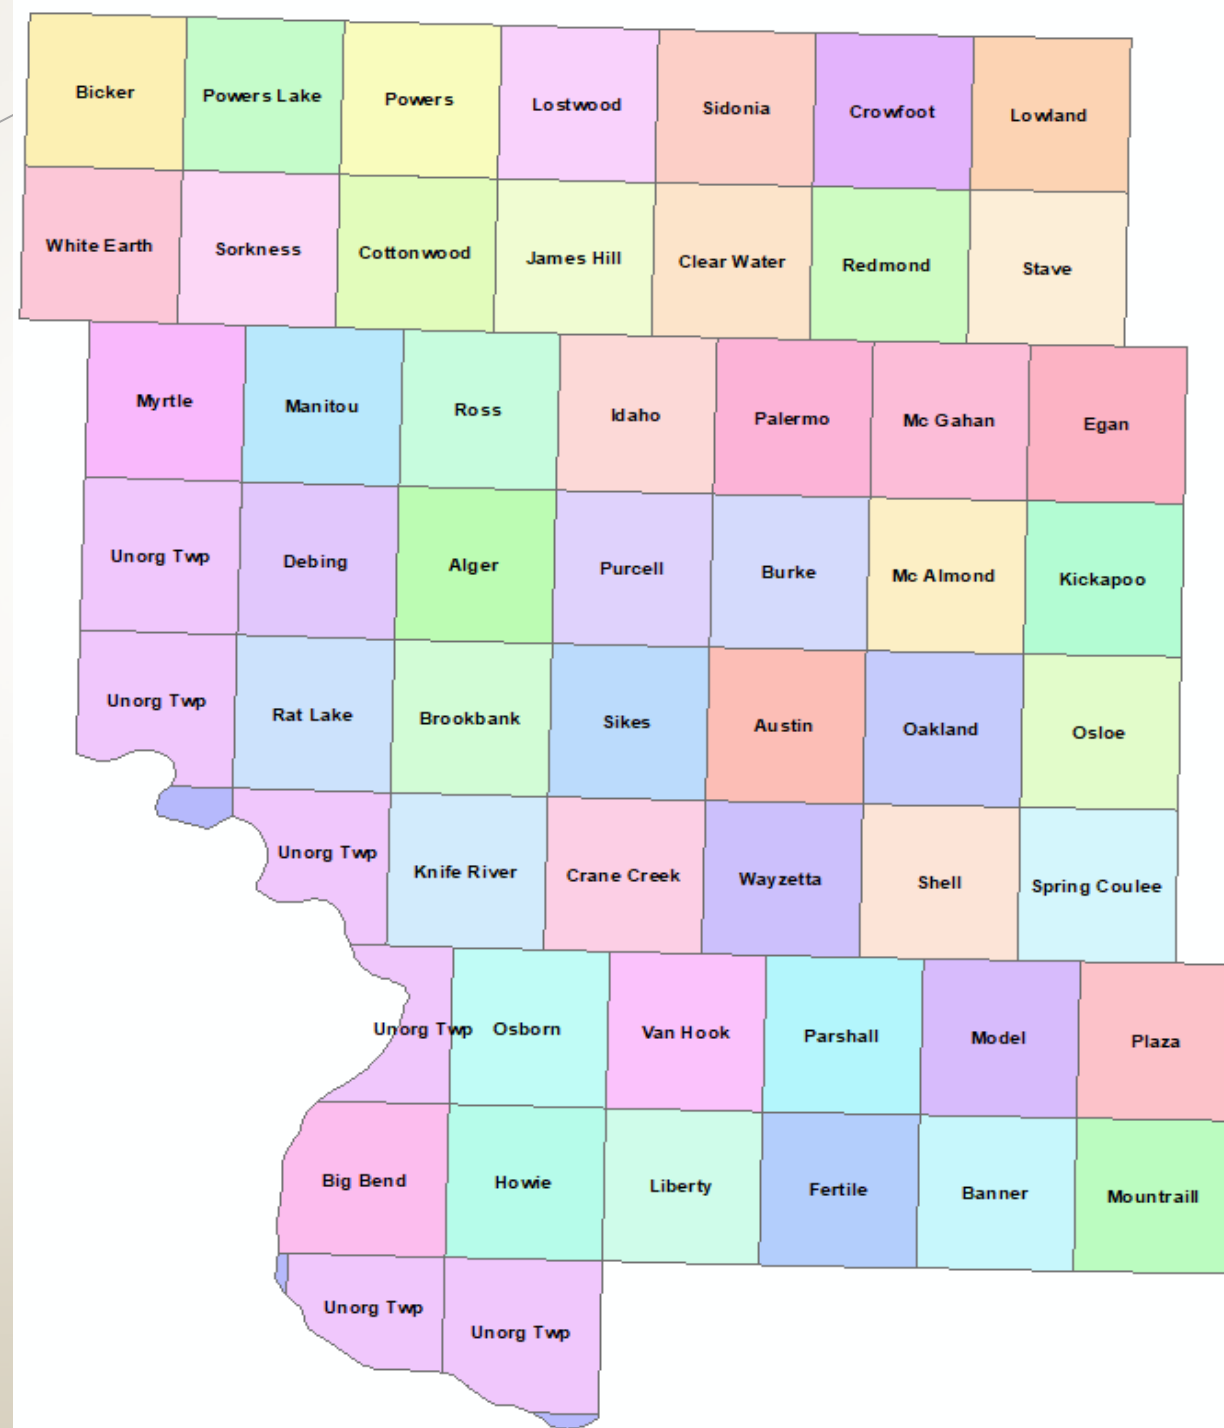 Bicker
Powers Lake
Powers
Lostwood
Sidonia
Crowfoot
Lowland
White Earth
Sorkness
Cottonwood
James Hill
Clear Water
Redmond
Stave
Myrtle
Manitou
Ross
Idaho
Palermo
Mc Gahan
Egan
Unorg Twp
Debing
Alger
Purcell
Burke
Mc Almond
Kickapoo
Unorg Twp
Rat Lake
Brookbank
Sikes
Austin
Oakland
Osloe
Unorg Twp
Knife River
Crane Creek
Wayzetta
Shell
Spring Coulee
Unorg Twp
Osborn
Van Hook
Parshall
Model
Plaza
Big Bend
Howie
Liberty
Fertile
Banner
Mountraill
Unorg Twp
Unorg Twp